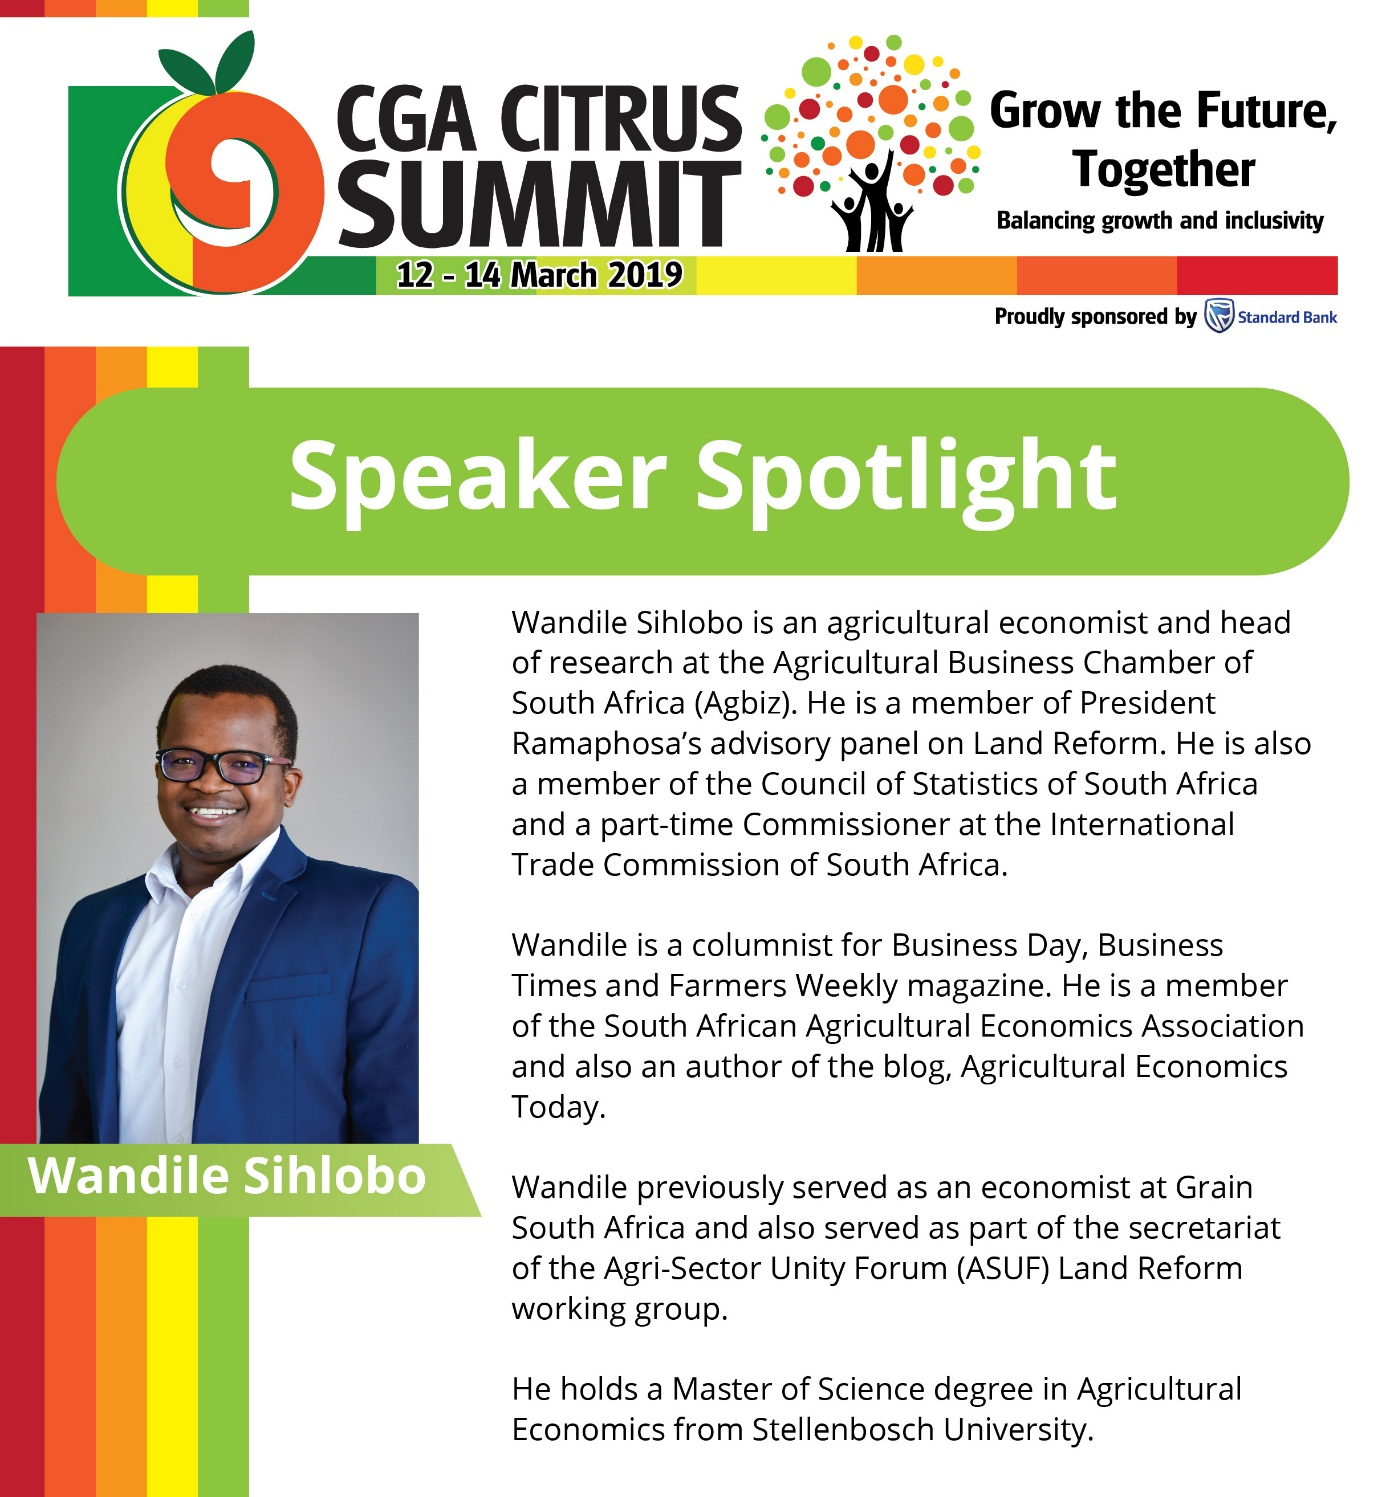 CGA CITRUS
SUMMIT
12 - 14 March 2019
Grow the Future,
Together
Balancing growth and inclusivity
Proudly sponsored by Standard Bank
Speaker Spotlight
Wandile Sihlobo is an agricultural economist and head
of research at the Agricultural Business Chamber of
South Africa (Agbiz). He is a member of President
Ramaphosa’s advisory panel on Land Reform. He is also
a member of the Council of Statistics of South Africa
and a part-time Commissioner at the International
Trade Commission of South Africa.
Wandile is a columnist for Business Day, Business
Times and Farmers Weekly magazine. He is a member
of the South African Agricultural Economics Association
and also an author of the blog, Agricultural Economics
Today.
Wandile Sihlobo
Wandile previously served as an economist at Grain
South Africa and also served as part of the secretariat
of the Agri-Sector Unity Forum (ASUF) Land Reform
working group.
He holds a Master of Science degree in Agricultural
Economics from Stellenbosch University.